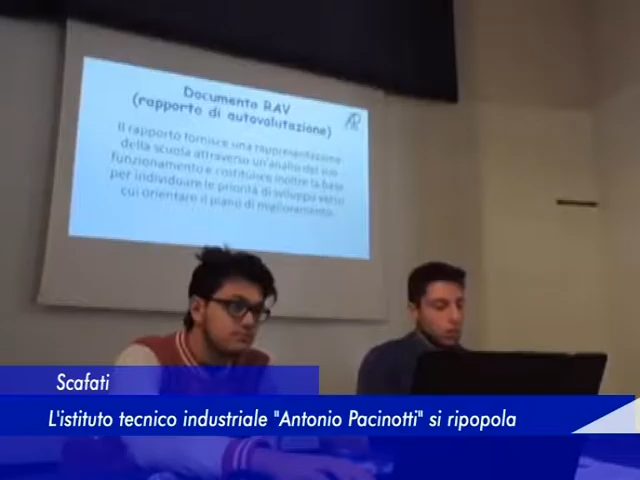 Documento RAV
(rapporto di autovalutazione)
Il rapporto fornisce una rappresentazione
della scuola attraverso un'analisi del suo
funzionamento e costituisce inoltre la base
per individuare le priorità di sviluppo verso
cui orientare il piano di miglioramento.
Scafati
L'istituto tecnico industriale "Antonio Pacinotti" si ripopola